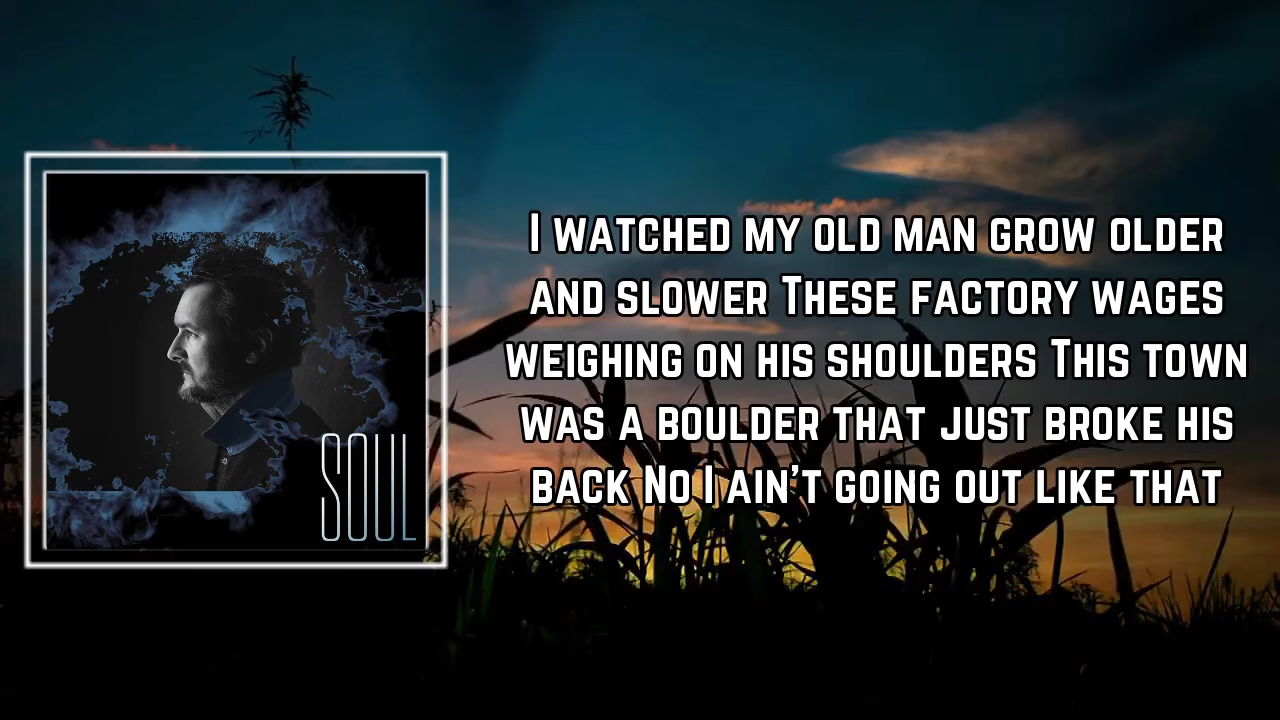 SOUL
I WATCHED MY OLD MAN GROW OLDER
AND SLOWER THESE FACTORY WAGES
WEIGHING ON HIS SHOULDERS THIS TOWN
WAS A BOULDER THAT JUST BROKE HIS
BACK NO I AIN'T GOING OUT LIKE THAT